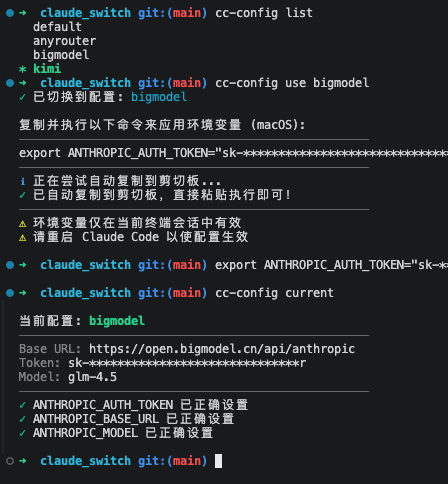 ➜ claude_switch git:(main) cc-config list
default
anyrouter
bigmodel
* kimi
➜ claude_switch git:(main) cc-config use bigmodel
✓ 已切换到配置: bigmodel
复制并执行以下命令来应用环境变量 (macOS):
export ANTHROPIC_AUTH_TOKEN="sk-******************************
ℹ 正在尝试自动复制到剪切板...
✓ 已自动复制到剪切板，直接粘贴执行即可!
⚠ 环境变量仅在当前终端会话中有效
⚠ 请重启 Claude Code 以使配置生效
➜ claude_switch git:(main) export ANTHROPIC_AUTH_TOKEN="sk-*
➜ claude_switch git:(main) cc-config current
当前配置: bigmodel
Base URL: https://open.bigmodel.cn/api/anthropic
Token: sk-******************************r
Model: glm-4.5
✓ ANTHROPIC_AUTH_TOKEN 已正确设置
✓ ANTHROPIC_BASE_URL 已正确设置
✓ ANTHROPIC_MODEL 已正确设置
➜ claude_switch git:(main)